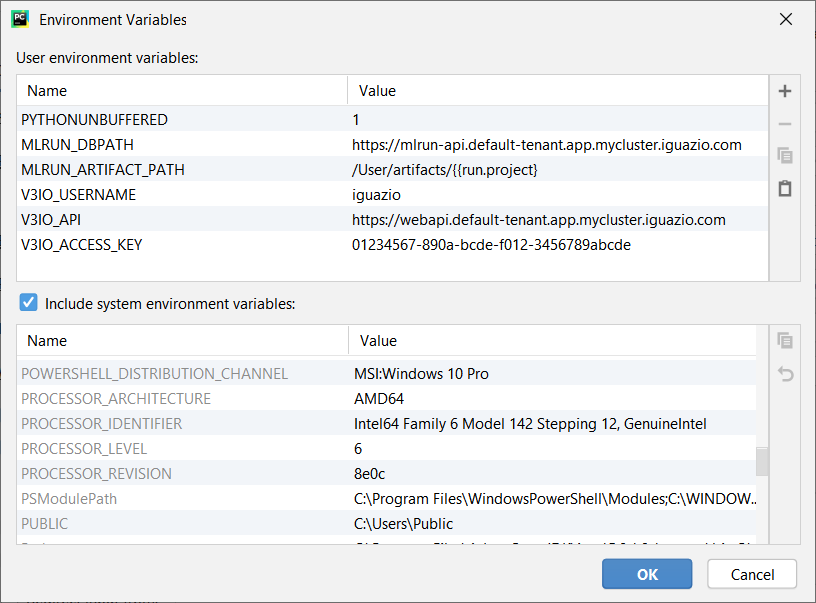 PC
Environment Variables
User environment variables:
Name Value
PYTHONUNBUFFERED 1
MLRUN_DBPATH https://mlrun-api.default-tenant.app.mycluster.iguazio.com
MLRUN_ARTIFACT_PATH /User/artifacts/{{run.project}
V3IO_USERNAME iguazio
V3IO_API https://webapi.default-tenant.app.mycluster.iguazio.com
V3IO_ACCESS_KEY 01234567-890a-bcde-f012-3456789abcde
Include system environment variables:
Name Value
POWERSHELL_DISTRIBUTION_CHANNEL MSI:Windows 10 Pro
PROCESSOR_ARCHITECTURE AMD64
PROCESSOR_IDENTIFIER Intel64 Family 6 Model 142 Stepping 12, GenuineIntel
PROCESSOR_LEVEL 6
PROCESSOR_REVISION 8e0c
PSModulePath C:\Program Files\WindowsPowerShell\Modules;C:\WINDOW...
PUBLIC C:\Users\Public
OK Cancel